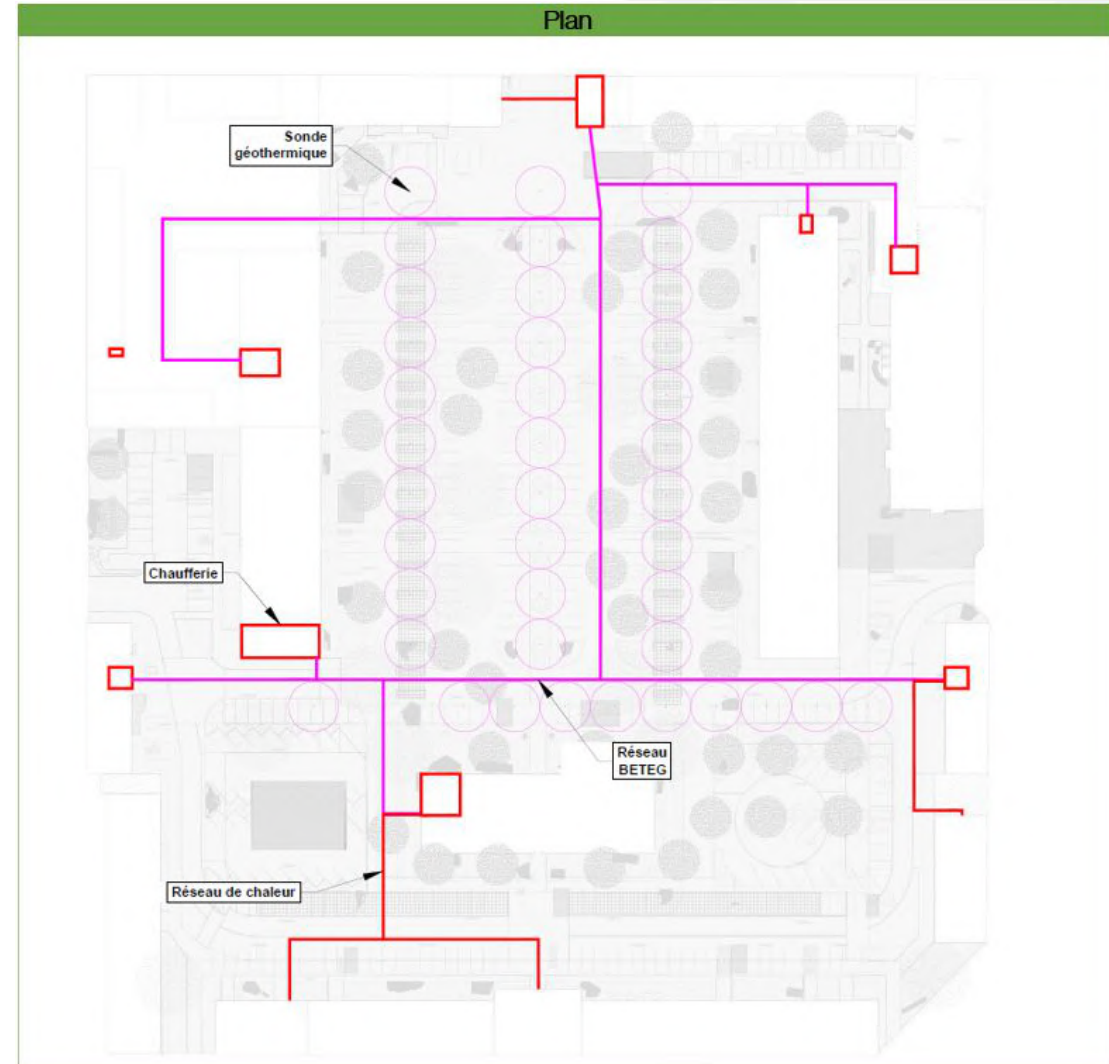 Plan
Sonde
géothermique
Chaufferie
Réseau
BETEG
Réseau de chaleur